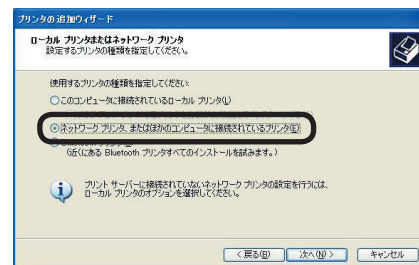 プリンタの追加ウィザード
ローカル プリンタまたはネットワーク プリンタ
設定するプリンタの種類を指定してください。
使用するプリンタの種類を指定してください:
このコンピュータに接続されているローカル プリンタ(L)
ネットワーク プリンタ、またはほかのコンピュータに接続されているプリンタ(E)
(近くにある Bluetooth プリンタすべてのインストールを試みます。)
プリント サーバーに接続されていないネットワーク プリンタの設定を行うには、
ローカル プリンタのオプションを選択してください。
< 戻る(B) 次へ(N) > キャンセル